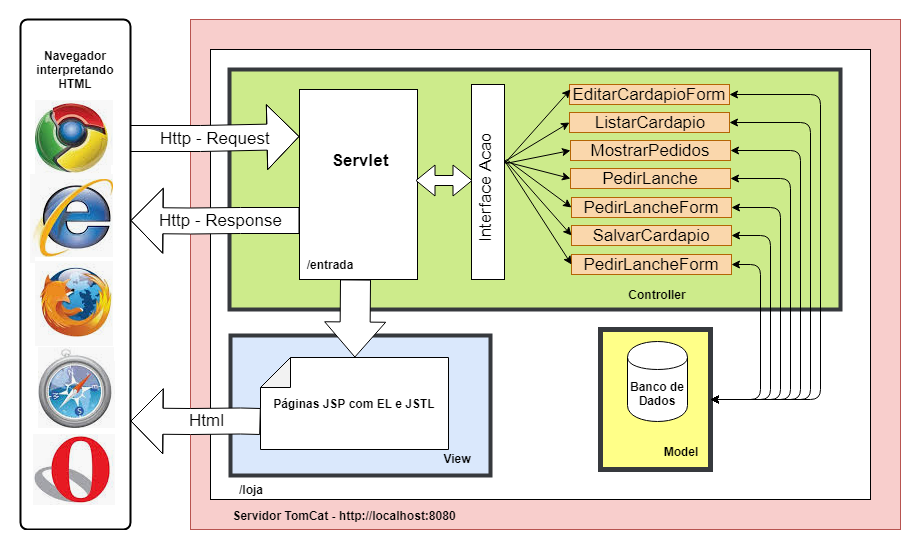 Navegador
interpretando
HTML
Http - Request
Http - Response
Html
Servlet
/entrada
Interface Acao
EditarCardapioForm
ListarCardapio
MostrarPedidos
PedirLanche
PedirLancheForm
SalvarCardapio
PedirLancheForm
Controller
Páginas JSP com EL e JSTL
View
Banco de
Dados
Model
/loja
Servidor TomCat - http://localhost:8080